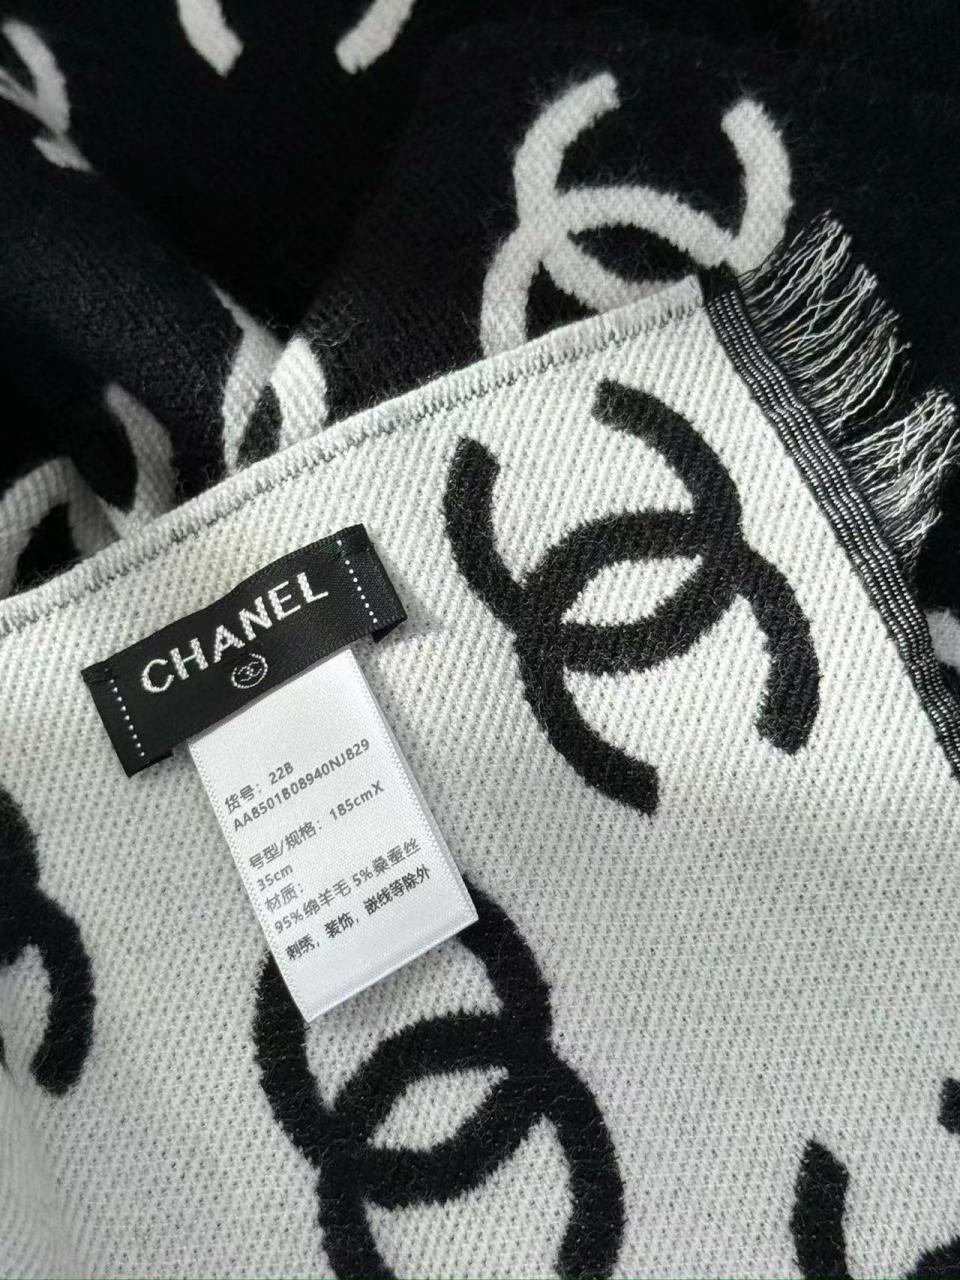 CHANEL
货号：22B
AA8501B08940NJ829
号型/规格：185cmX
35cm
材质：
95%绵羊毛 5%桑蚕丝
刺绣，装饰，嵌线等除外